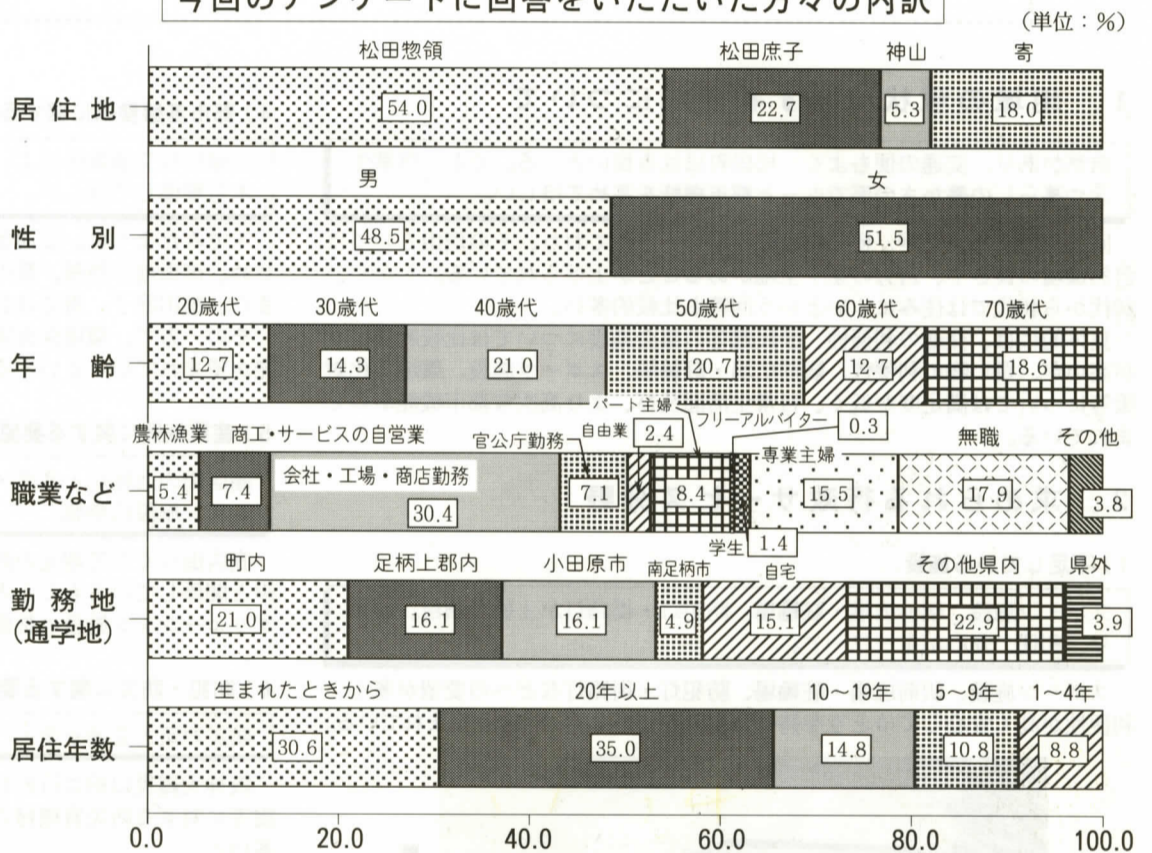 今回のアンケートに回答をいただいた方々の内訳
(単位:%)
松田惣領 松田庶子 神山 寄
居住地 54.0 22.7 5.3 18.0
男 女
性別 48.5 51.5
20歳代 30歳代 40歳代 50歳代 60歳代 70歳代
年齢 12.7 14.3 21.0 20.7 12.7 18.6
農林漁業 商工・サービスの自営業 官公庁勤務 自由業 2.4 パート主婦 フリーアルバイター 0.3 専業主婦 無職 その他
職業など 5.4 7.4 会社・工場・商店勤務 30.4 7.1 8.4 15.5 17.9 3.8
学生 1.4
町内 足柄上郡内 小田原市 南足柄市 自宅 その他県内 県外
勤務地 21.0 16.1 16.1 4.9 15.1 22.9 3.9
(通学地)
生まれたときから 20年以上 10〜19年 5〜9年 1〜4年
居住年数 30.6 35.0 14.8 10.8 8.8
0.0 20.0 40.0 60.0 80.0 100.0